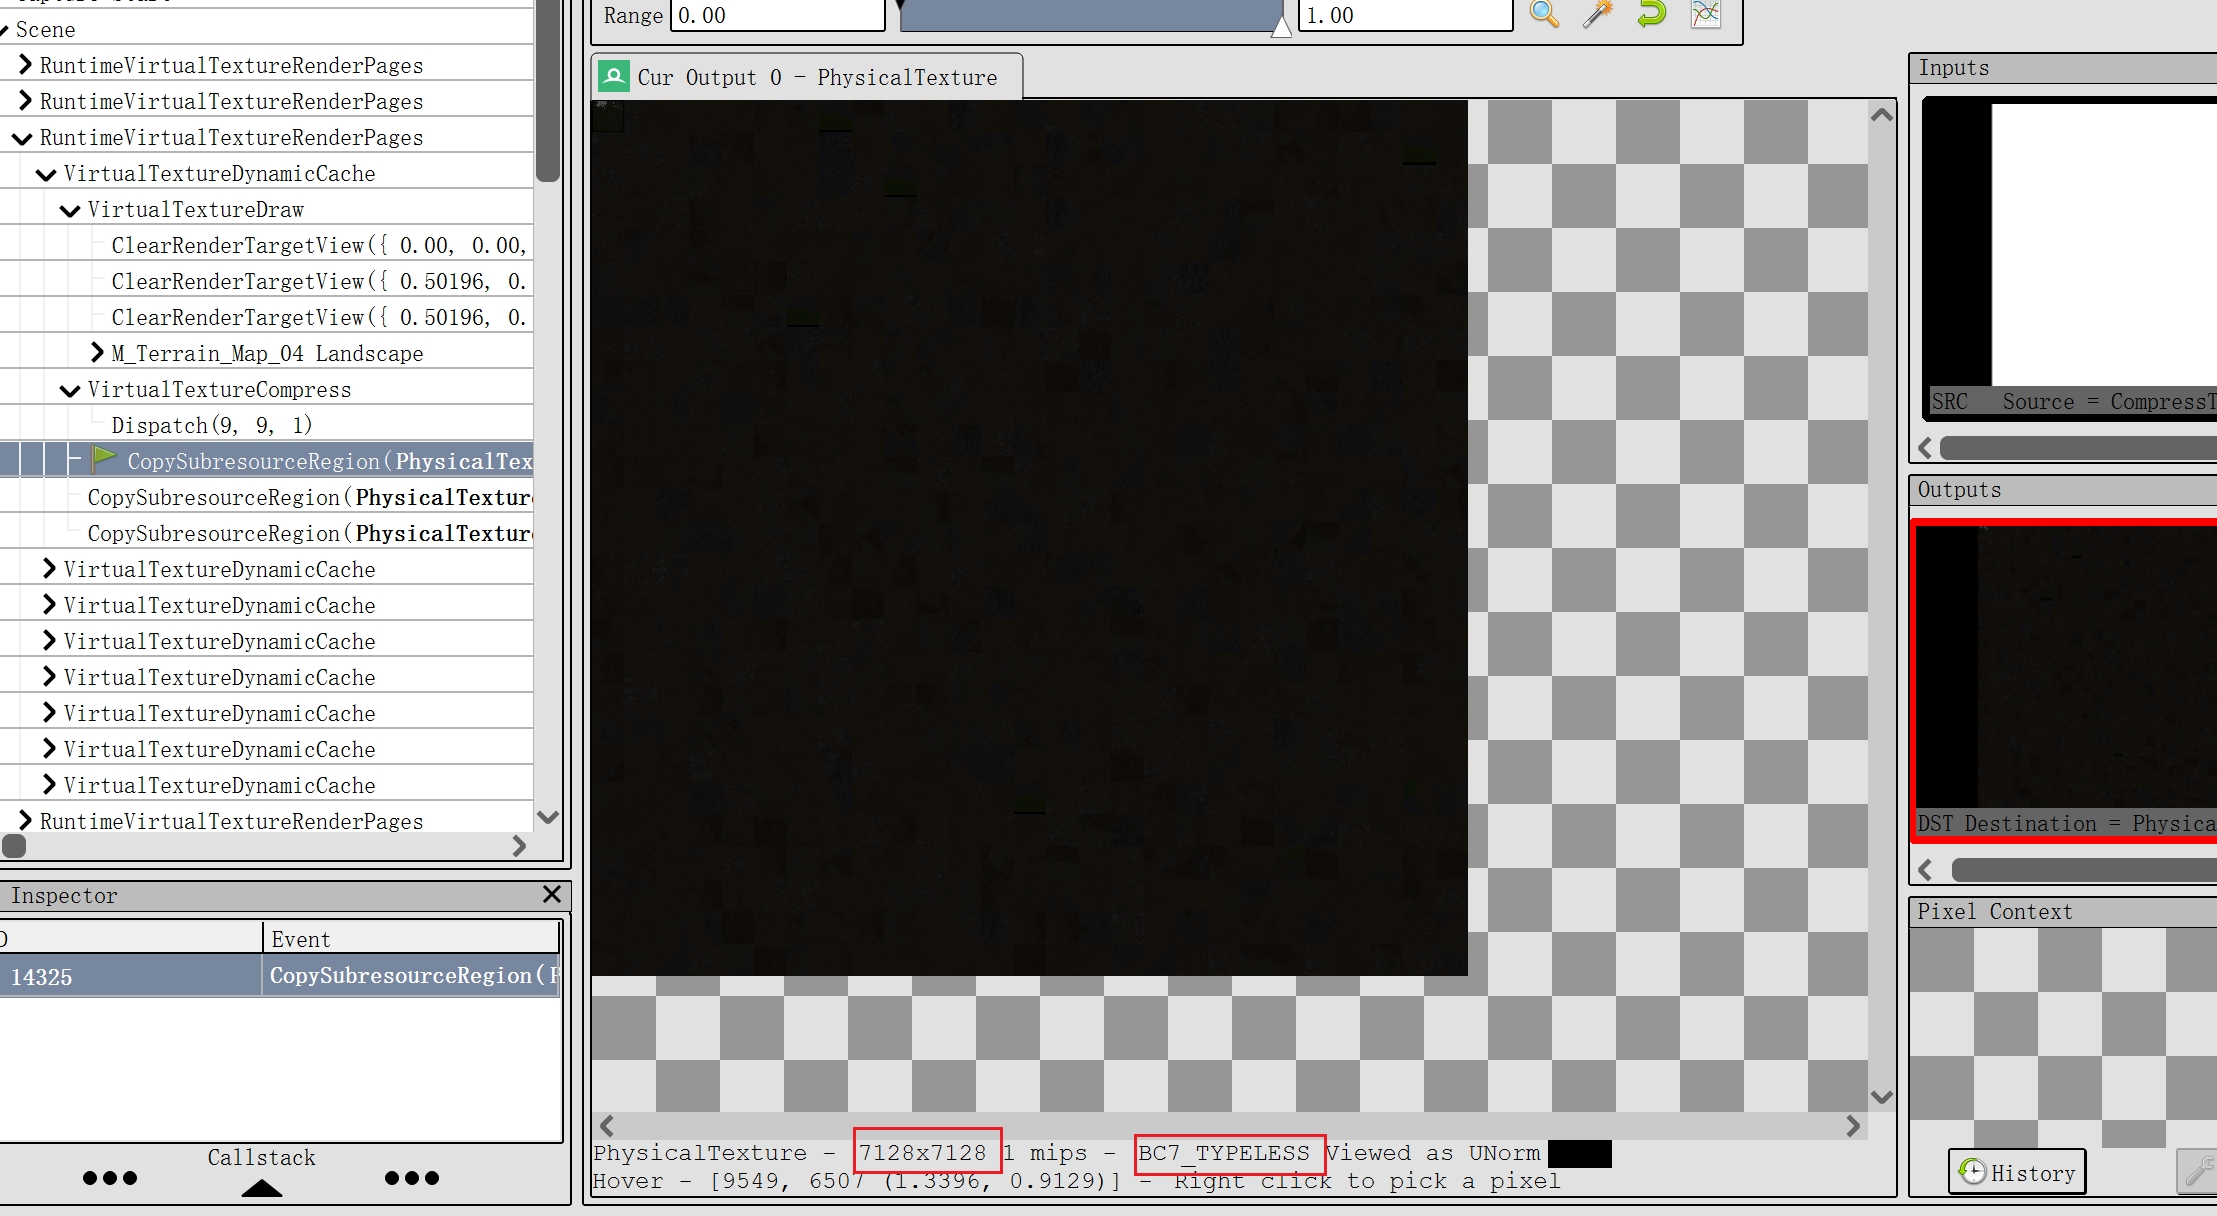 Scene
RuntimeVirtualTextureRenderPages
RuntimeVirtualTextureRenderPages
RuntimeVirtualTextureRenderPages
VirtualTextureDynamicCache
VirtualTextureDraw
ClearRenderTargetView({ 0.00, 0.00,
ClearRenderTargetView({ 0.50196, 0.
ClearRenderTargetView({ 0.50196, 0.
M_Terrain_Map_04 Landscape
VirtualTextureCompress
Dispatch(9, 9, 1)
CopySubresourceRegion(PhysicalTex
CopySubresourceRegion(PhysicalTextur
CopySubresourceRegion(PhysicalTextur
VirtualTextureDynamicCache
VirtualTextureDynamicCache
VirtualTextureDynamicCache
VirtualTextureDynamicCache
VirtualTextureDynamicCache
VirtualTextureDynamicCache
VirtualTextureDynamicCache
RuntimeVirtualTextureRenderPages
Inspector
Event
14325 CopySubresourceRegion(
Callstack
Range 0.00 1.00
Cur Output 0 - PhysicalTexture
PhysicalTexture - 7128x7128 1 mips - BC7_TYPELESS Viewed as UNorm
Hover - [9549, 6507 (1.3396, 0.9129)] - Right click to pick a pixel
Inputs
SRC Source = CompressT
Outputs
DST Destination = Physica
Pixel Context
History